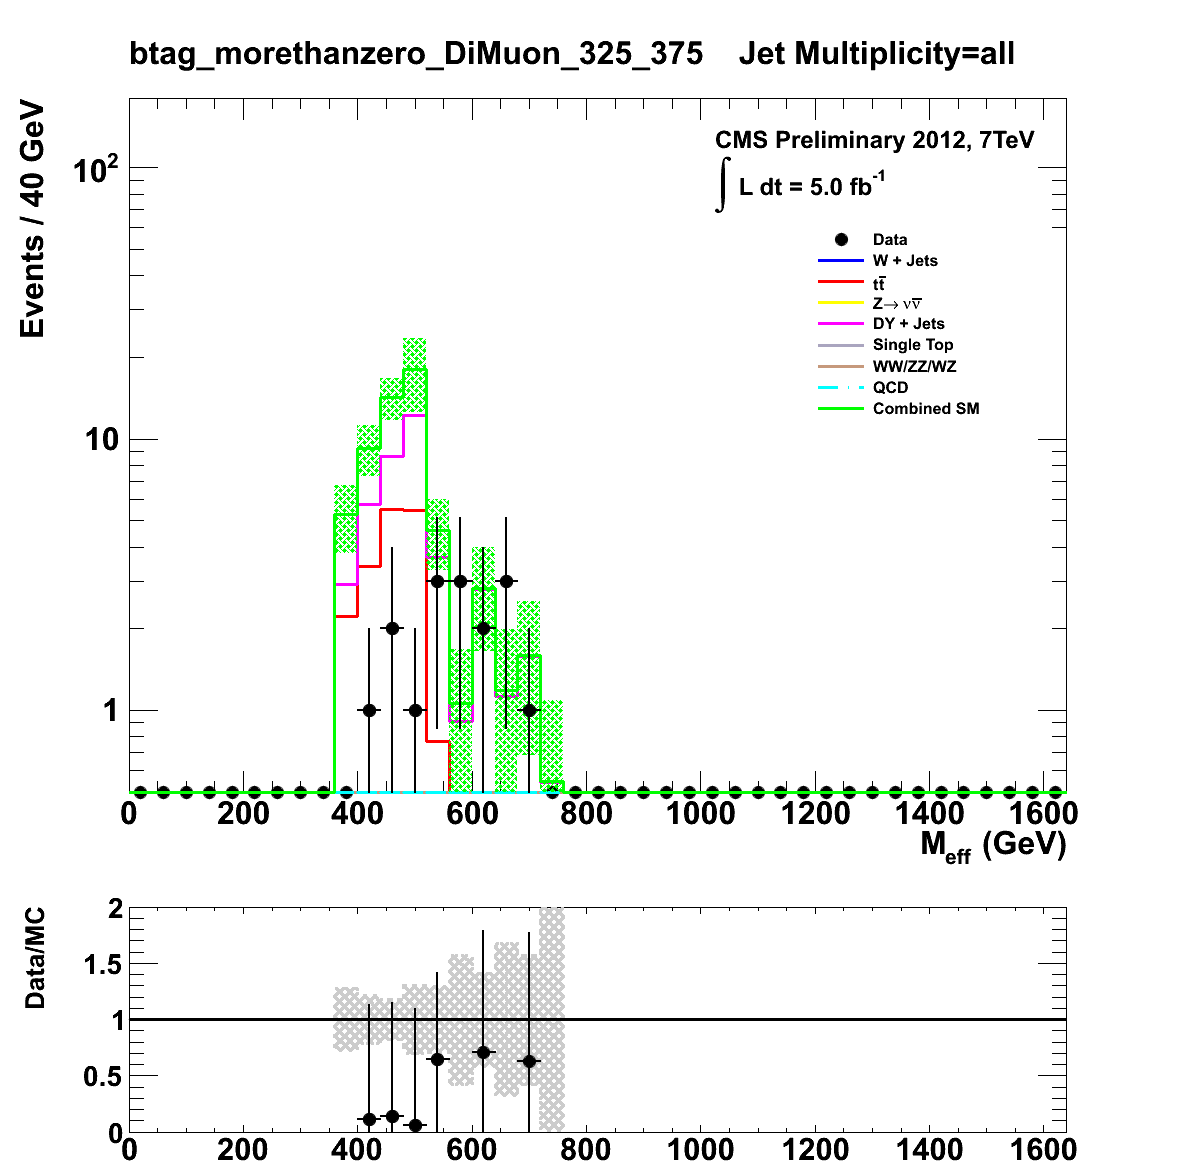 btag_morethanzero_DiMuon_325_375 Jet Multiplicity=all
Events / 40 GeV
10²
10
1
CMS Preliminary 2012, 7TeV
∫ L dt = 5.0 fb⁻¹
Data
W + Jets
tt̅
Z→ νν̅
DY + Jets
Single Top
WW/ZZ/WZ
QCD
Combined SM
0 200 400 600 800 1000 1200 1400 1600
M_eff (GeV)
Data/MC
2
1.5
1
0.5
0
0 200 400 600 800 1000 1200 1400 1600